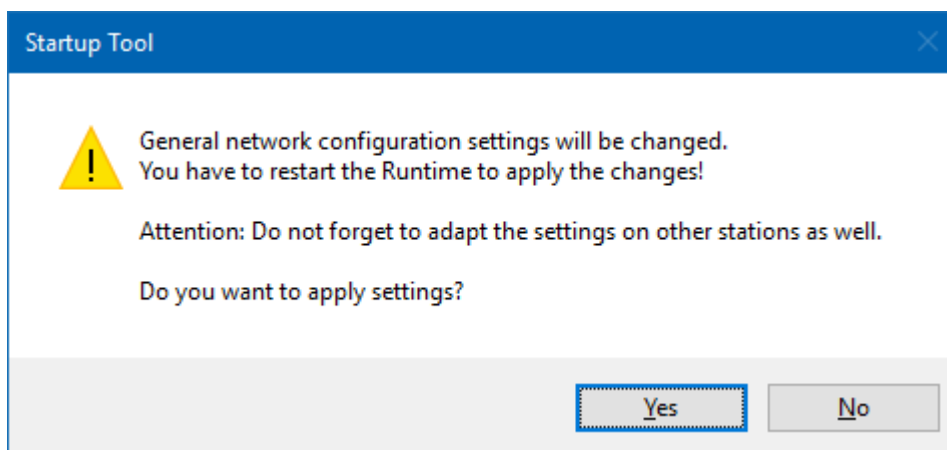 Startup Tool
General network configuration settings will be changed.
You have to restart the Runtime to apply the changes!
Attention: Do not forget to adapt the settings on other stations as well.
Do you want to apply settings?
Yes
No